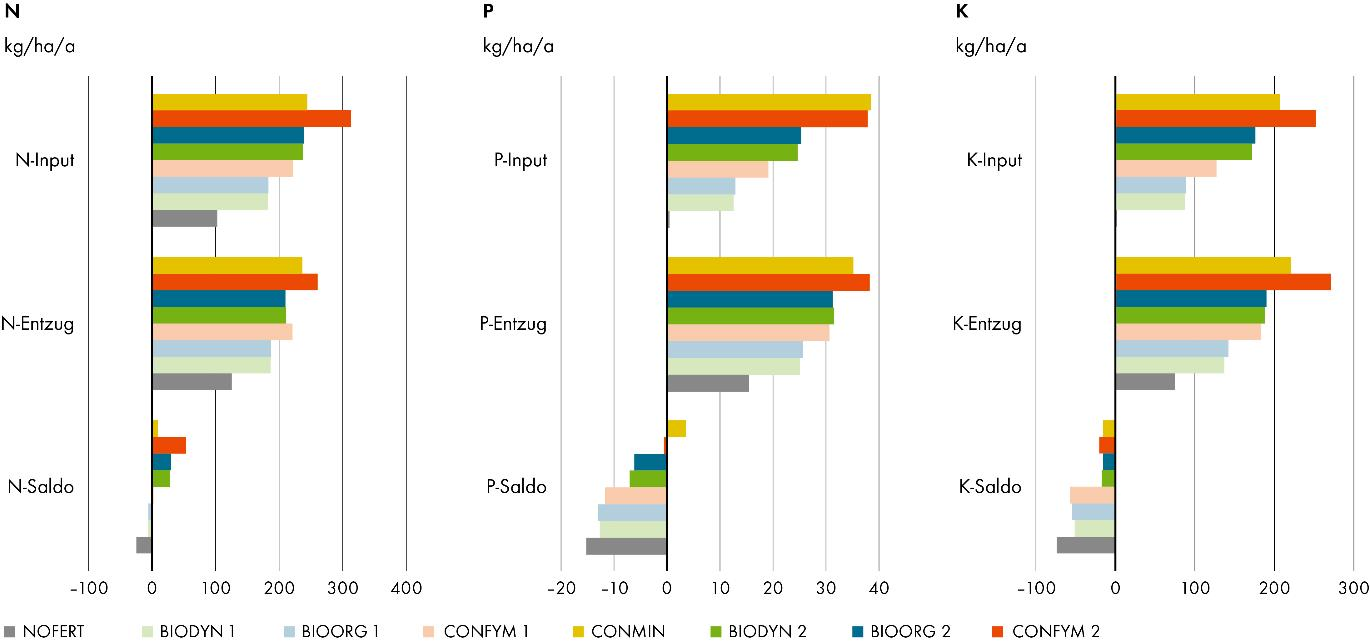 N
kg/ha/a
N-Input
N-Entzug
N-Saldo
-100 0 100 200 300 400
P
kg/ha/a
P-Input
P-Entzug
P-Saldo
-20 -10 0 10 20 30 40
K
kg/ha/a
K-Input
K-Entzug
K-Saldo
-100 0 100 200 300
NOFERT BIODYN 1 BIOORG 1 CONFYM 1 CONMIN BIODYN 2 BIOORG 2 CONFYM 2